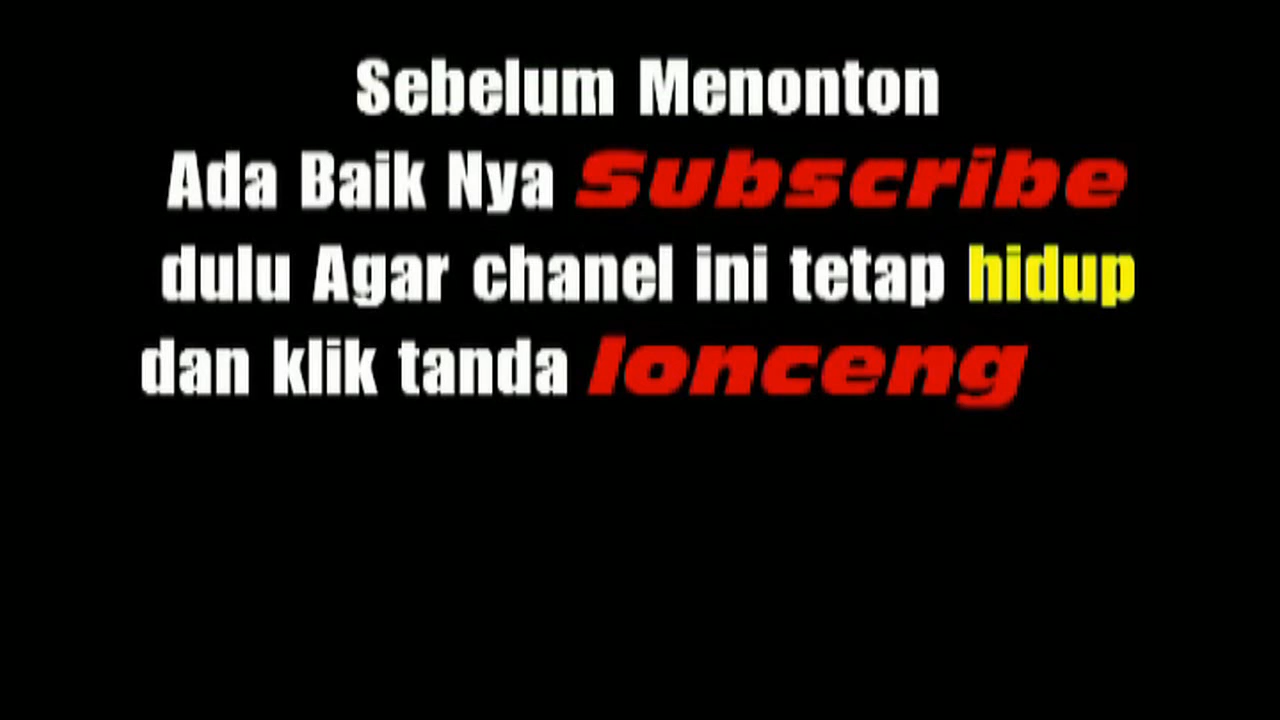 Sebelum Menonton
Ada Baik Nya Subscribe
dulu Agar chanel ini tetap hidup
dan klik tanda lonceng